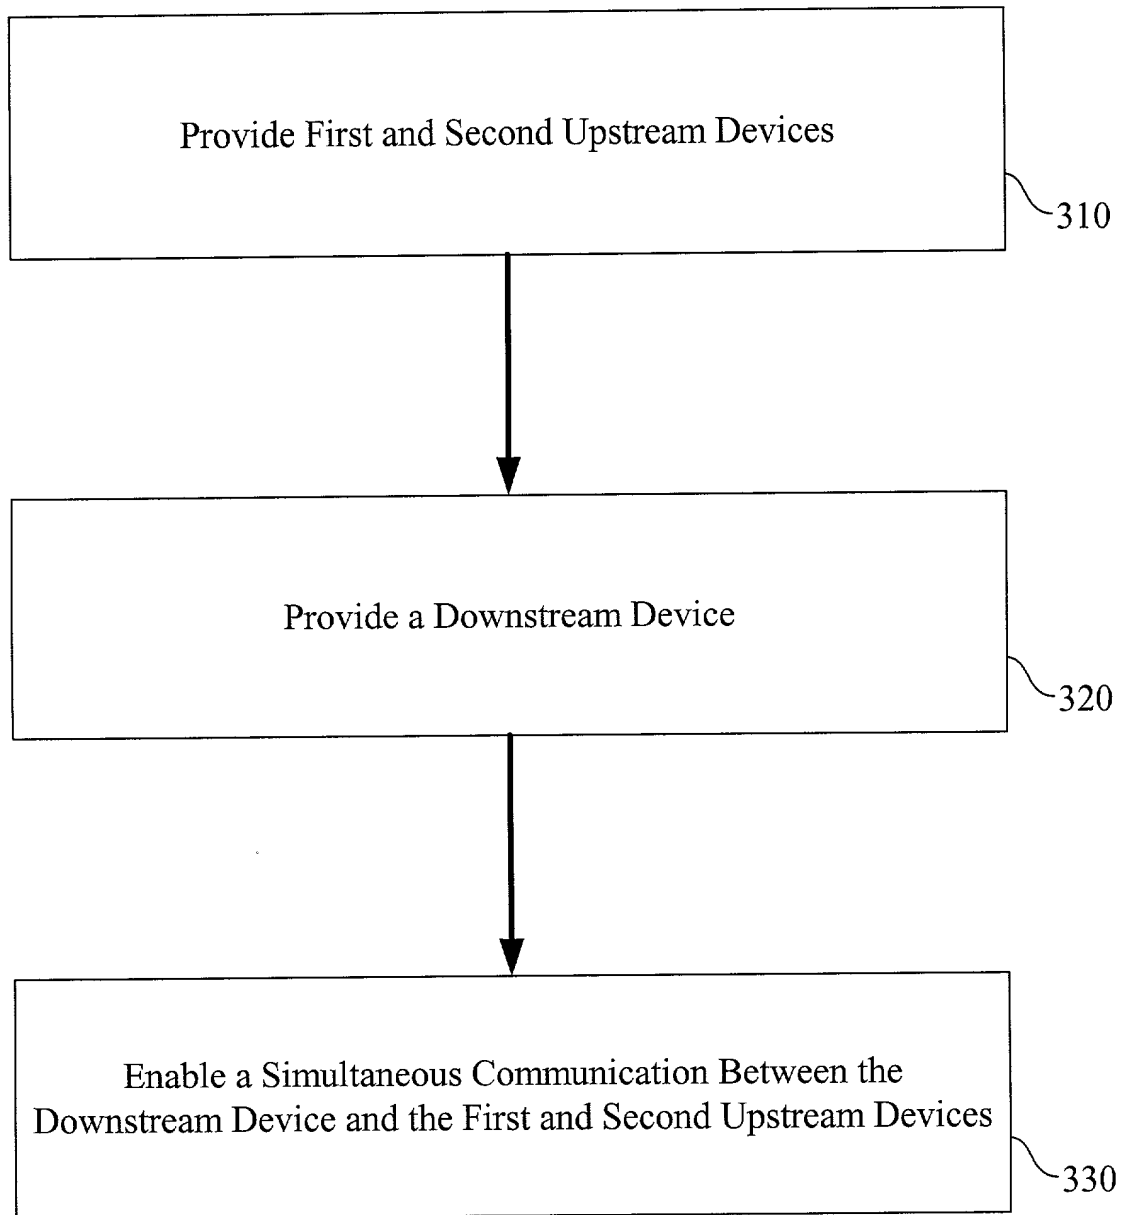 Provide First and Second Upstream Devices
310
Provide a Downstream Device
320
Enable a Simultaneous Communication Between the
Downstream Device and the First and Second Upstream Devices
330